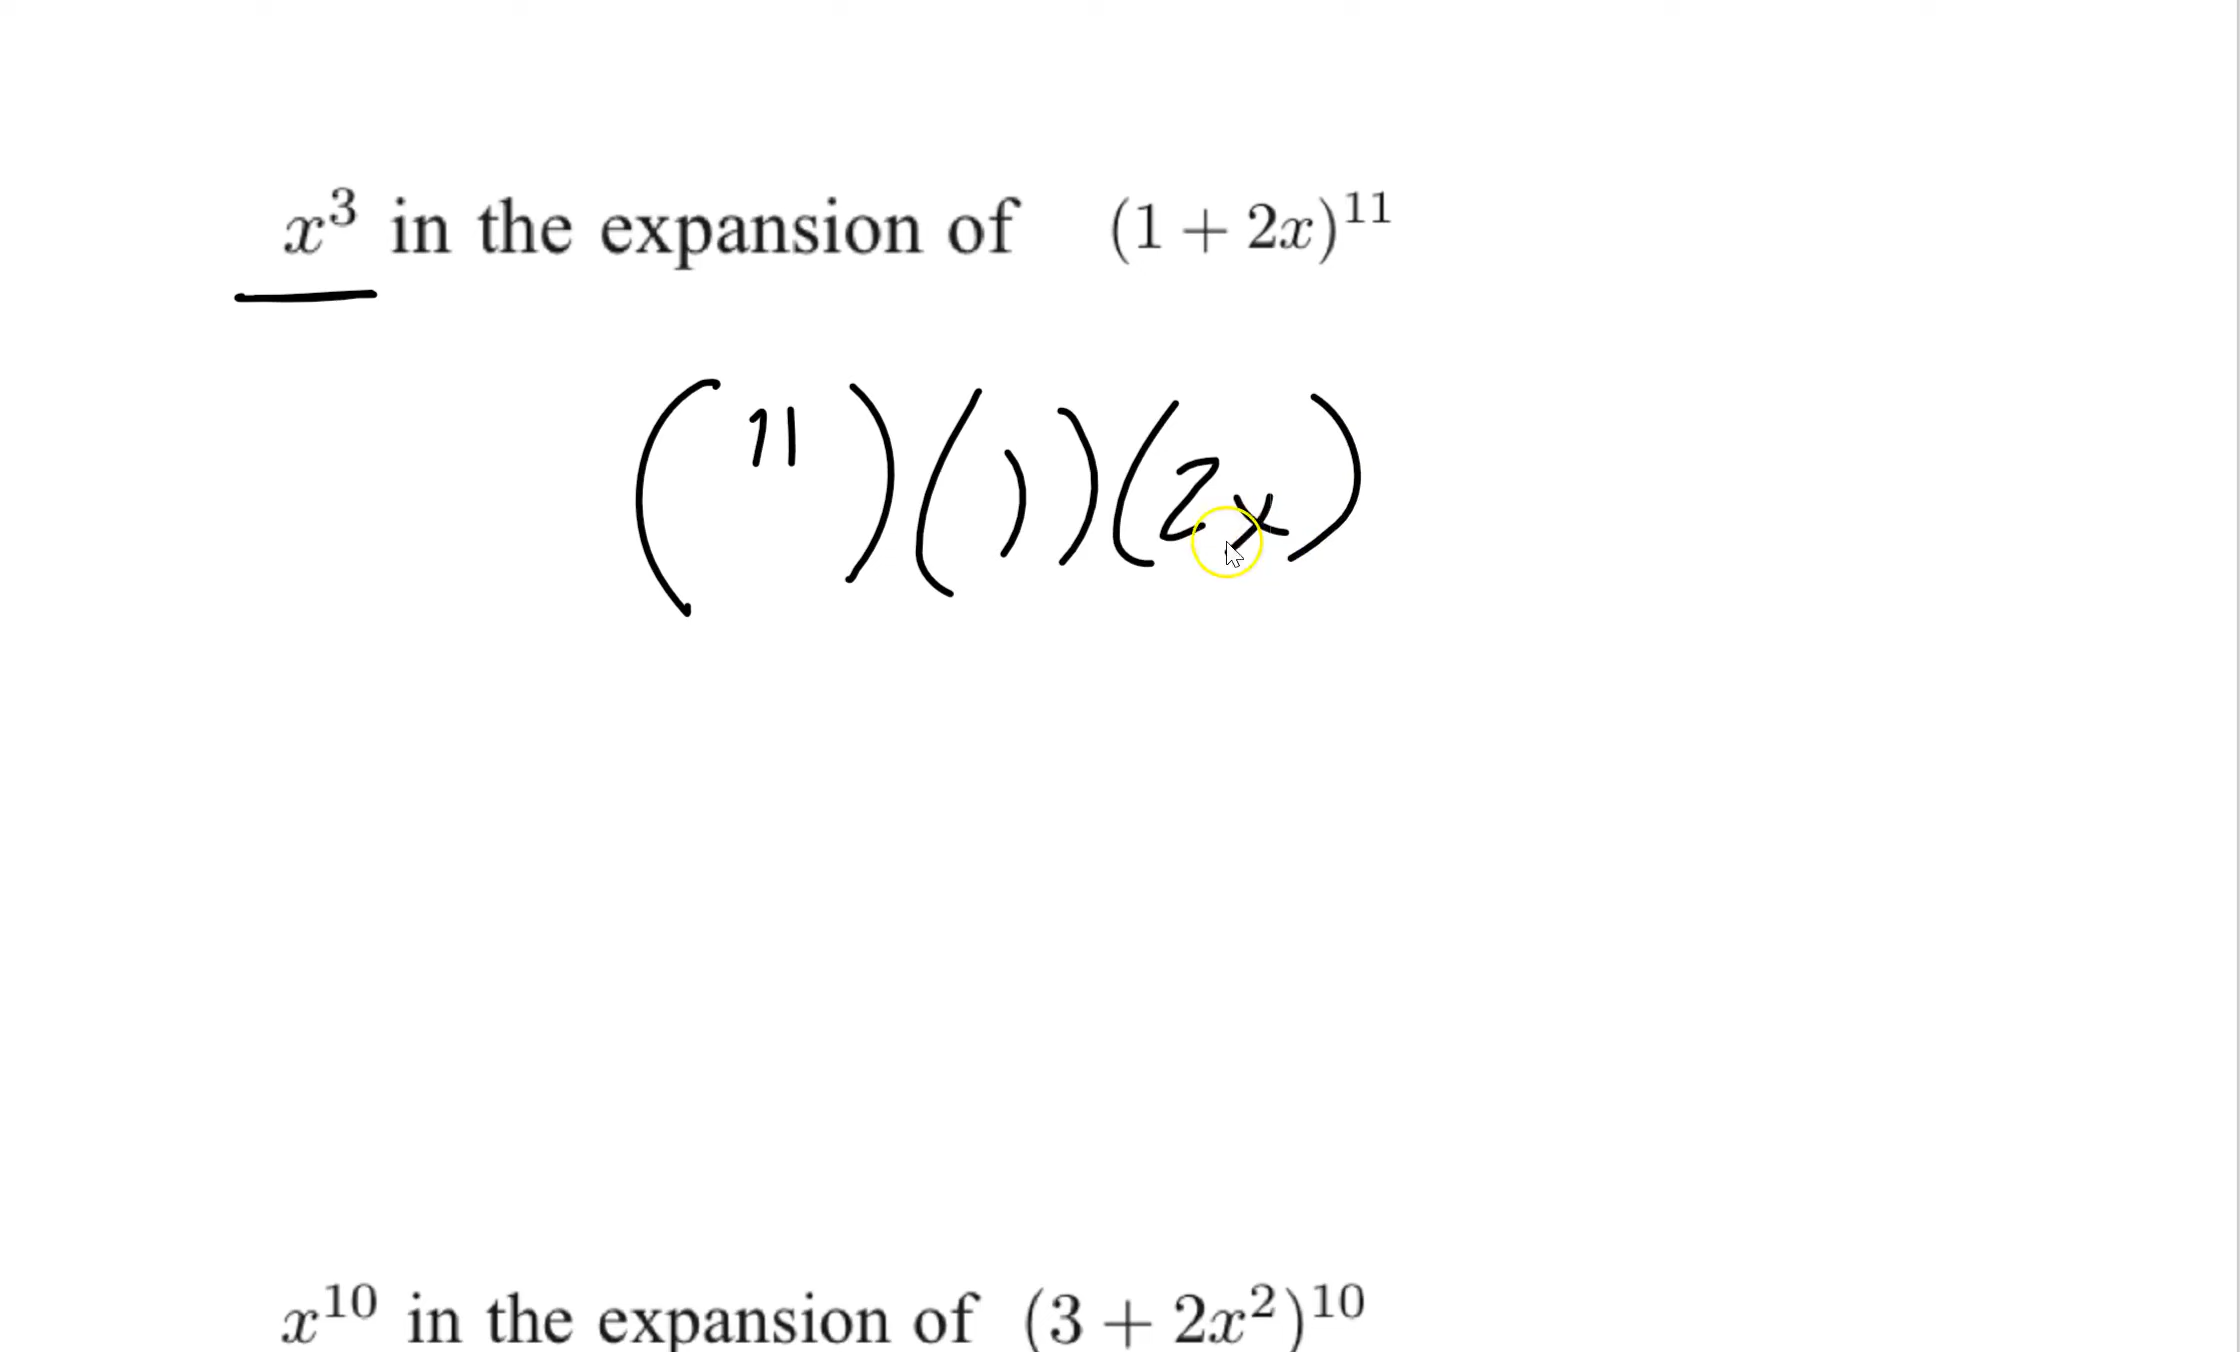 x³ in the expansion of (1 + 2x)¹¹
( 11 )( 1 )( 2x )
x¹⁰ in the expansion of (3 + 2x²)¹⁰